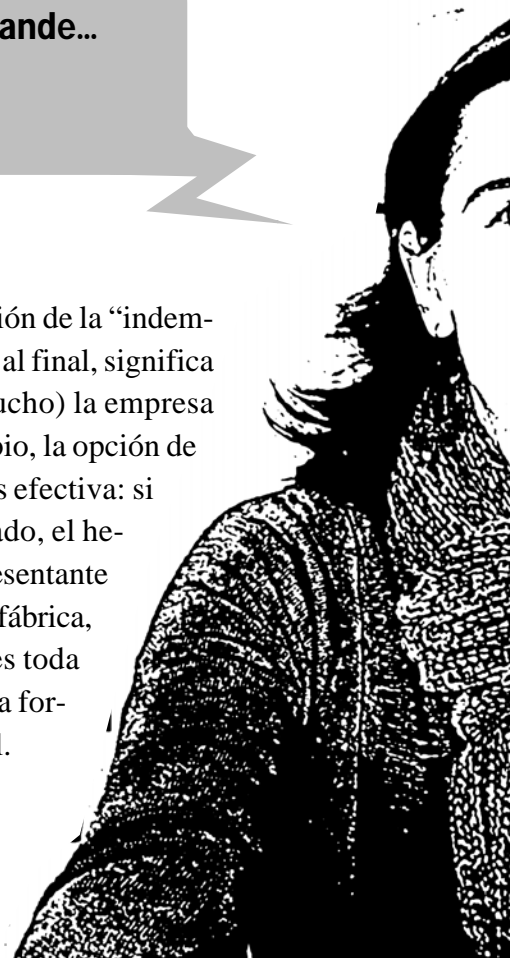 ande...
ión de la “indem-
al final, significa
ucho) la empresa
io, la opción de
s efectiva: si
ado, el he-
esentante
fábrica,
es toda
a for-
.